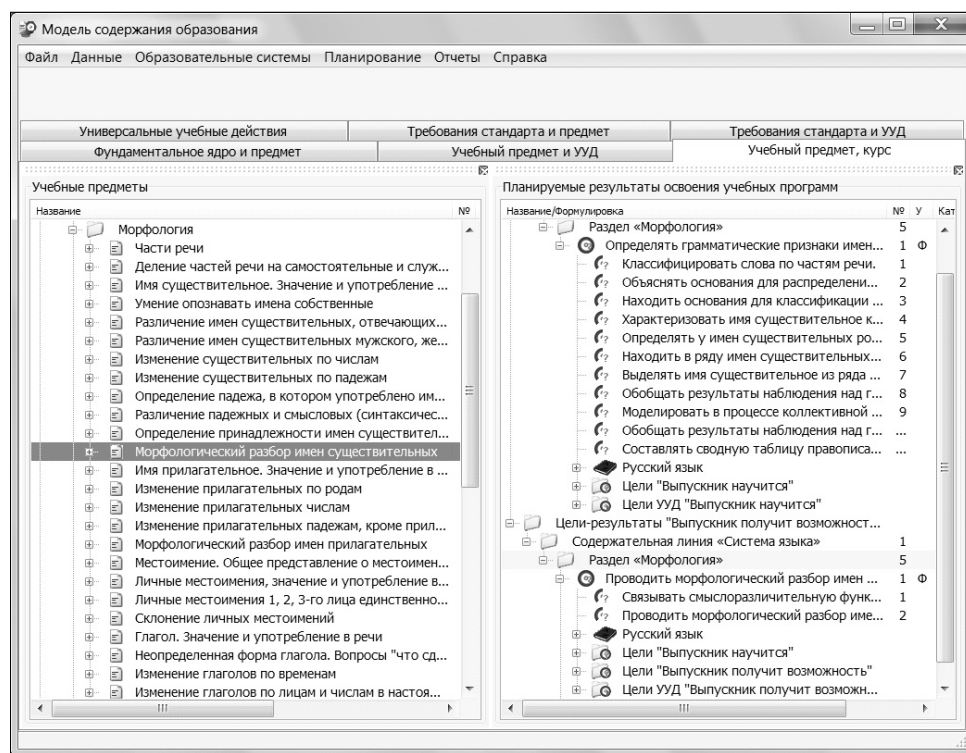 Модель содержания образования
Файл Данные Образовательные системы Планирование Отчеты Справка
Универсальные учебные действия Требования стандарта и предмет Требования стандарта и УУД
Фундаментальное ядро и предмет Учебный предмет и УУД Учебный предмет, курс
Учебные предметы
Название №
Морфология
Части речи
Деление частей речи на самостоятельные и служ...
Имя существительное. Значение и употребление ...
Умение опознавать имена собственные
Различение имен существительных, отвечающих...
Различение имен существительных мужского, же...
Изменение существительных по числам
Изменение существительных по падежам
Определение падежа, в котором употреблено им...
Различение падежных и смысловых (синтаксичес...
Определение принадлежности имен существител...
Морфологический разбор имен существительных
Имя прилагательное. Значение и употребление в ...
Изменение прилагательных по родам
Изменение прилагательных числам
Изменение прилагательных падежам, кроме прил...
Морфологический разбор имен прилагательных
Местоимение. Общее представление о местоимен...
Личные местоимения, значение и употребление в...
Личные местоимения 1, 2, 3-го лица единственно...
Склонение личных местоимений
Глагол. Значение и употребление в речи
Неопределенная форма глагола. Вопросы "что сд...
Изменение глаголов по временам
Изменение глаголов по лицам и числам в настоя...
Планируемые результаты освоения учебных программ
Название/Формулировка № У Кат
Раздел «Морфология» 5
Определять грамматические признаки имен... 1 Ф
Классифицировать слова по частям речи. 1
Объяснять основания для распределени... 2
Находить основания для классификации ... 3
Характеризовать имя существительное к... 4
Определять у имен существительных ро... 5
Находить в ряду имен существительных... 6
Выделять имя существительное из ряда ... 7
Обобщать результаты наблюдения над г... 8
Моделировать в процессе коллективной ... 9
Обобщать результаты наблюдения над г... ...
Составлять сводную таблицу правописа... ...
Русский язык
Цели "Выпускник научится"
Цели УУД "Выпускник научится"
Цели-результаты "Выпускник получит возможност...
Содержательная линия «Система языка» 1
Раздел «Морфология» 5
Проводить морфологический разбор имен ... 1 Ф
Связывать смыслоразличительную функ... 1
Проводить морфологический разбор име... 2
Русский язык
Цели "Выпускник научится"
Цели "Выпускник получит возможность"
Цели УУД "Выпускник получит возможн...